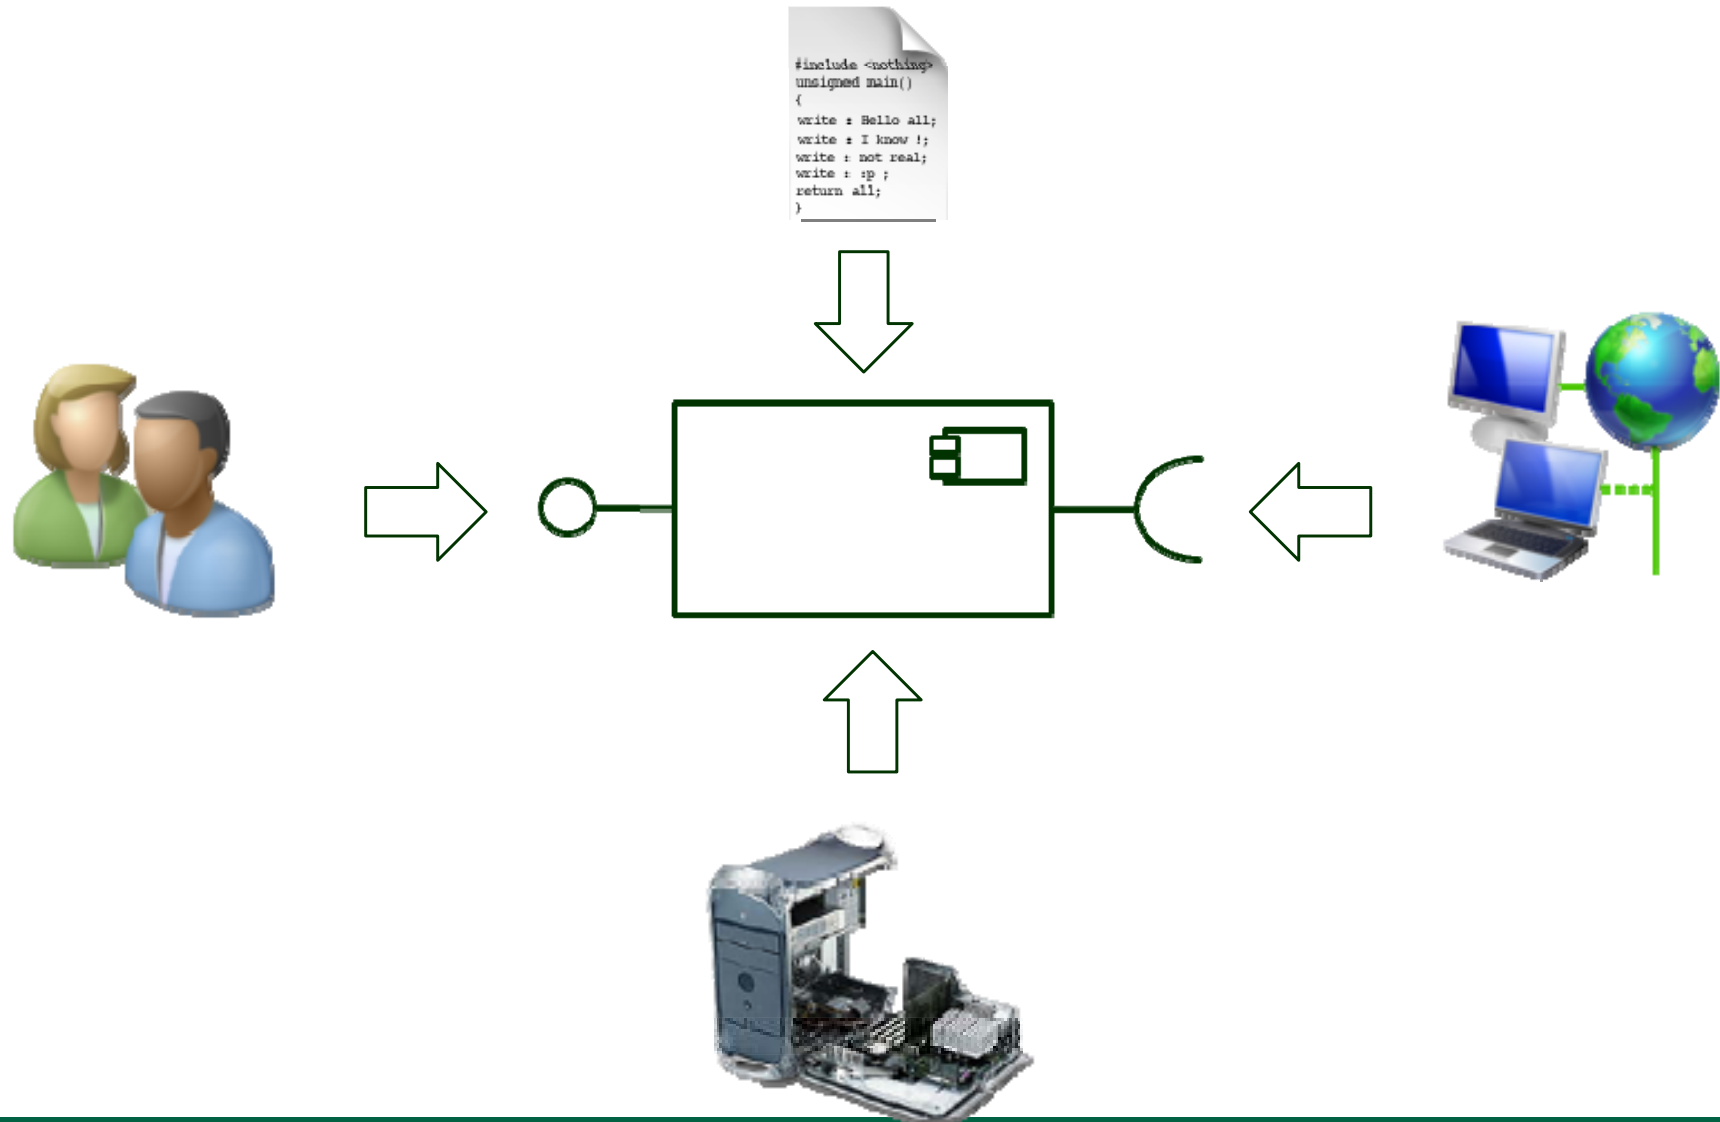 #include <nothing>
unsigned main()
{
write : Hello all;
write : I know !;
write : not real;
write : :p ;
return all;
}